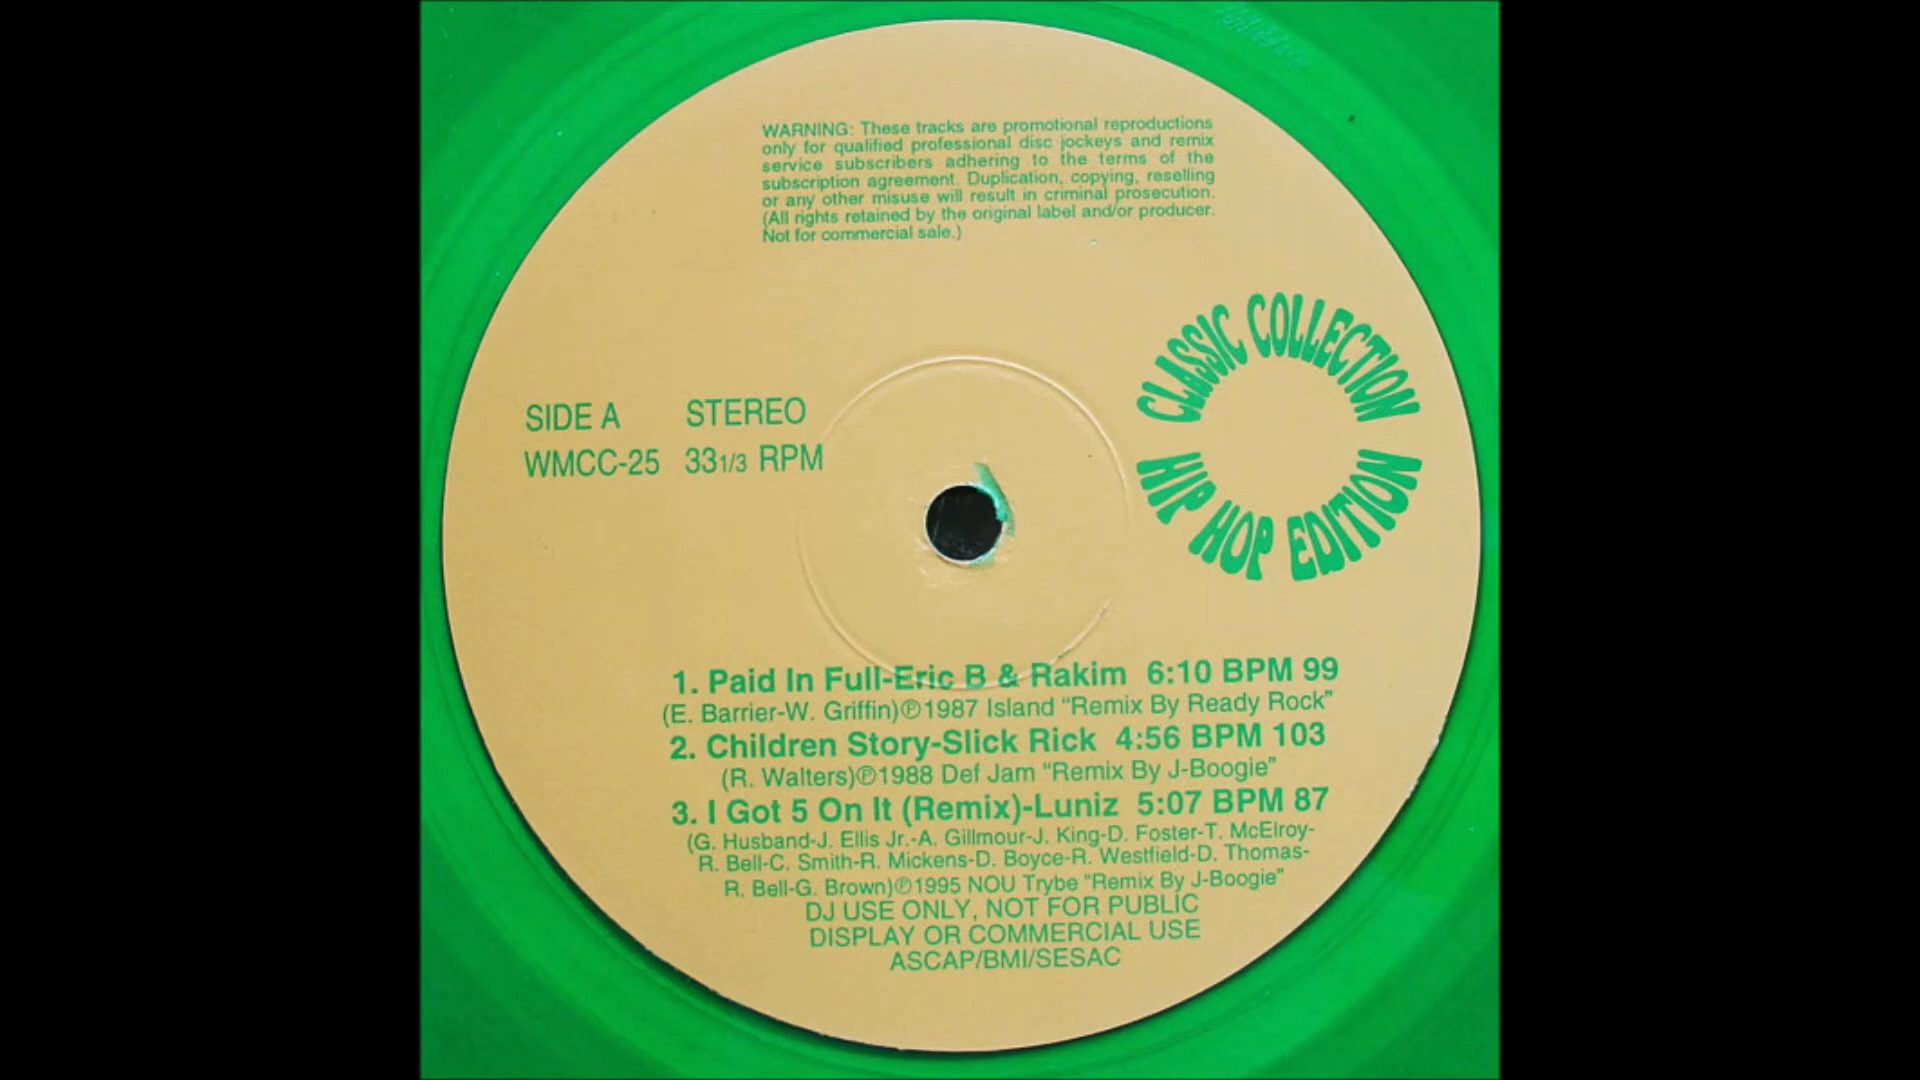 WARNING: These tracks are promotional reproductions
only for qualified professional disc jockeys and remix
service subscribers adhering to the terms of the
subscription agreement. Duplication, copying, reselling
or any other misuse will result in criminal prosecution.
(All rights retained by the original label and/or producer.
Not for commercial sale.)
CLASSIC COLLECTION
HIP HOP EDITION
SIDE A STEREO
WMCC-25 33 1/3 RPM
1. Paid In Full-Eric B & Rakim 6:10 BPM 99
(E. Barrier-W. Griffin)℗1987 Island “Remix By Ready Rock”
2. Children Story-Slick Rick 4:56 BPM 103
(R. Walters)℗1988 Def Jam “Remix By J-Boogie”
3. I Got 5 On It (Remix)-Luniz 5:07 BPM 87
(G. Husband-J. Ellis Jr.-A. Gillmour-J. King-D. Foster-T. McElroy-
R. Bell-C. Smith-R. Mickens-D. Boyce-R. Westfield-D. Thomas-
R. Bell-G. Brown)℗1995 NOU Trybe “Remix By J-Boogie”
DJ USE ONLY, NOT FOR PUBLIC
DISPLAY OR COMMERCIAL USE
ASCAP/BMI/SESAC